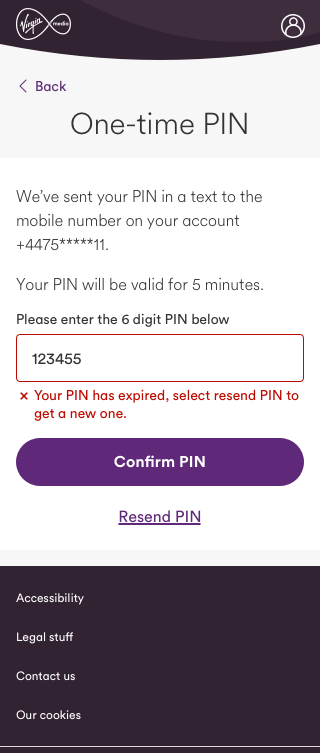 Virgin media
Back
One-time PIN
We’ve sent your PIN in a text to the
mobile number on your account
+4475*****11.
Your PIN will be valid for 5 minutes.
Please enter the 6 digit PIN below
123455
× Your PIN has expired, select resend PIN to
get a new one.
Confirm PIN
Resend PIN
Accessibility
Legal stuff
Contact us
Our cookies